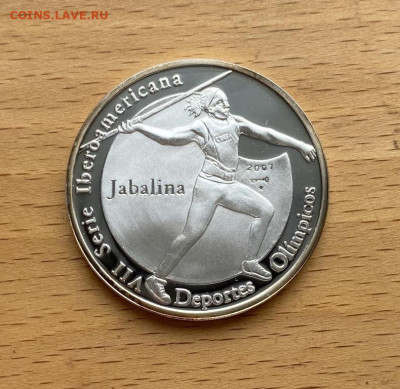 COINS.LAVE.RU
VII Serie Iberoamericana
Jabalina
2007
Deportes Olímpicos